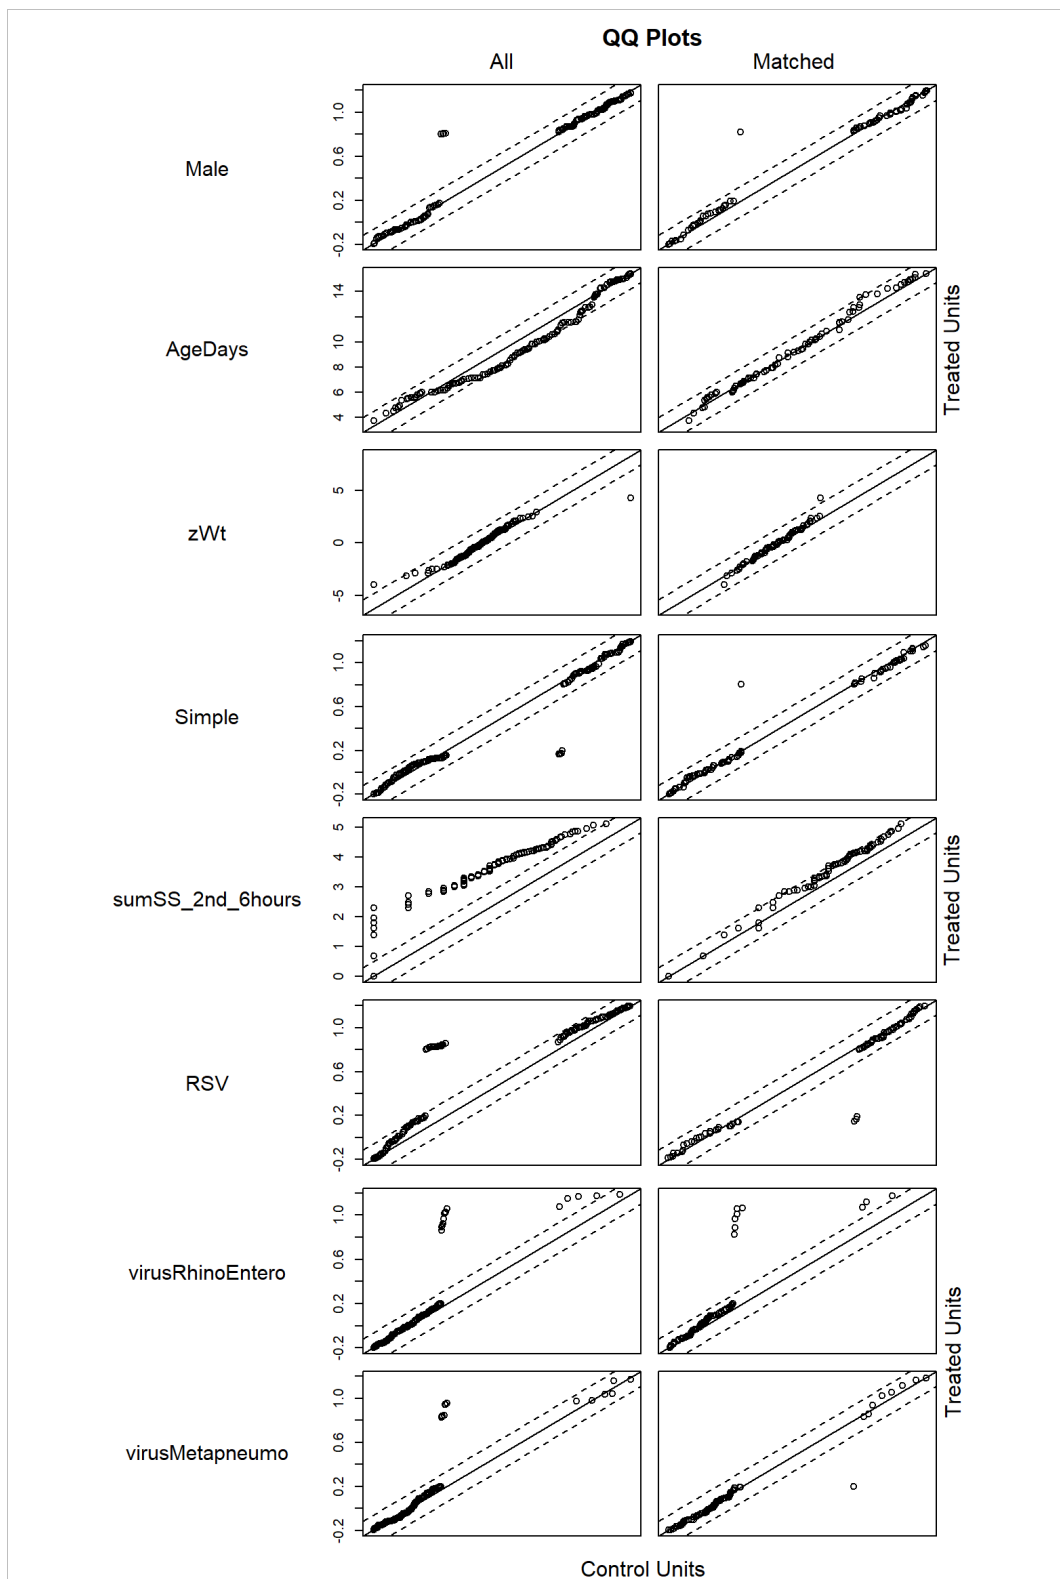 QQ Plots
All Matched
Male
-0.2 0.2 0.6 1.0
AgeDays
4 6 8 10 14
Treated Units
zWt
-5 0 5
Simple
-0.2 0.2 0.6 1.0
sumSS_2nd_6hours
0 1 2 3 4 5
Treated Units
RSV
-0.2 0.2 0.6 1.0
virusRhinoEntero
-0.2 0.2 0.6 1.0
virusMetapneumo
-0.2 0.2 0.6 1.0
Treated Units
Control Units